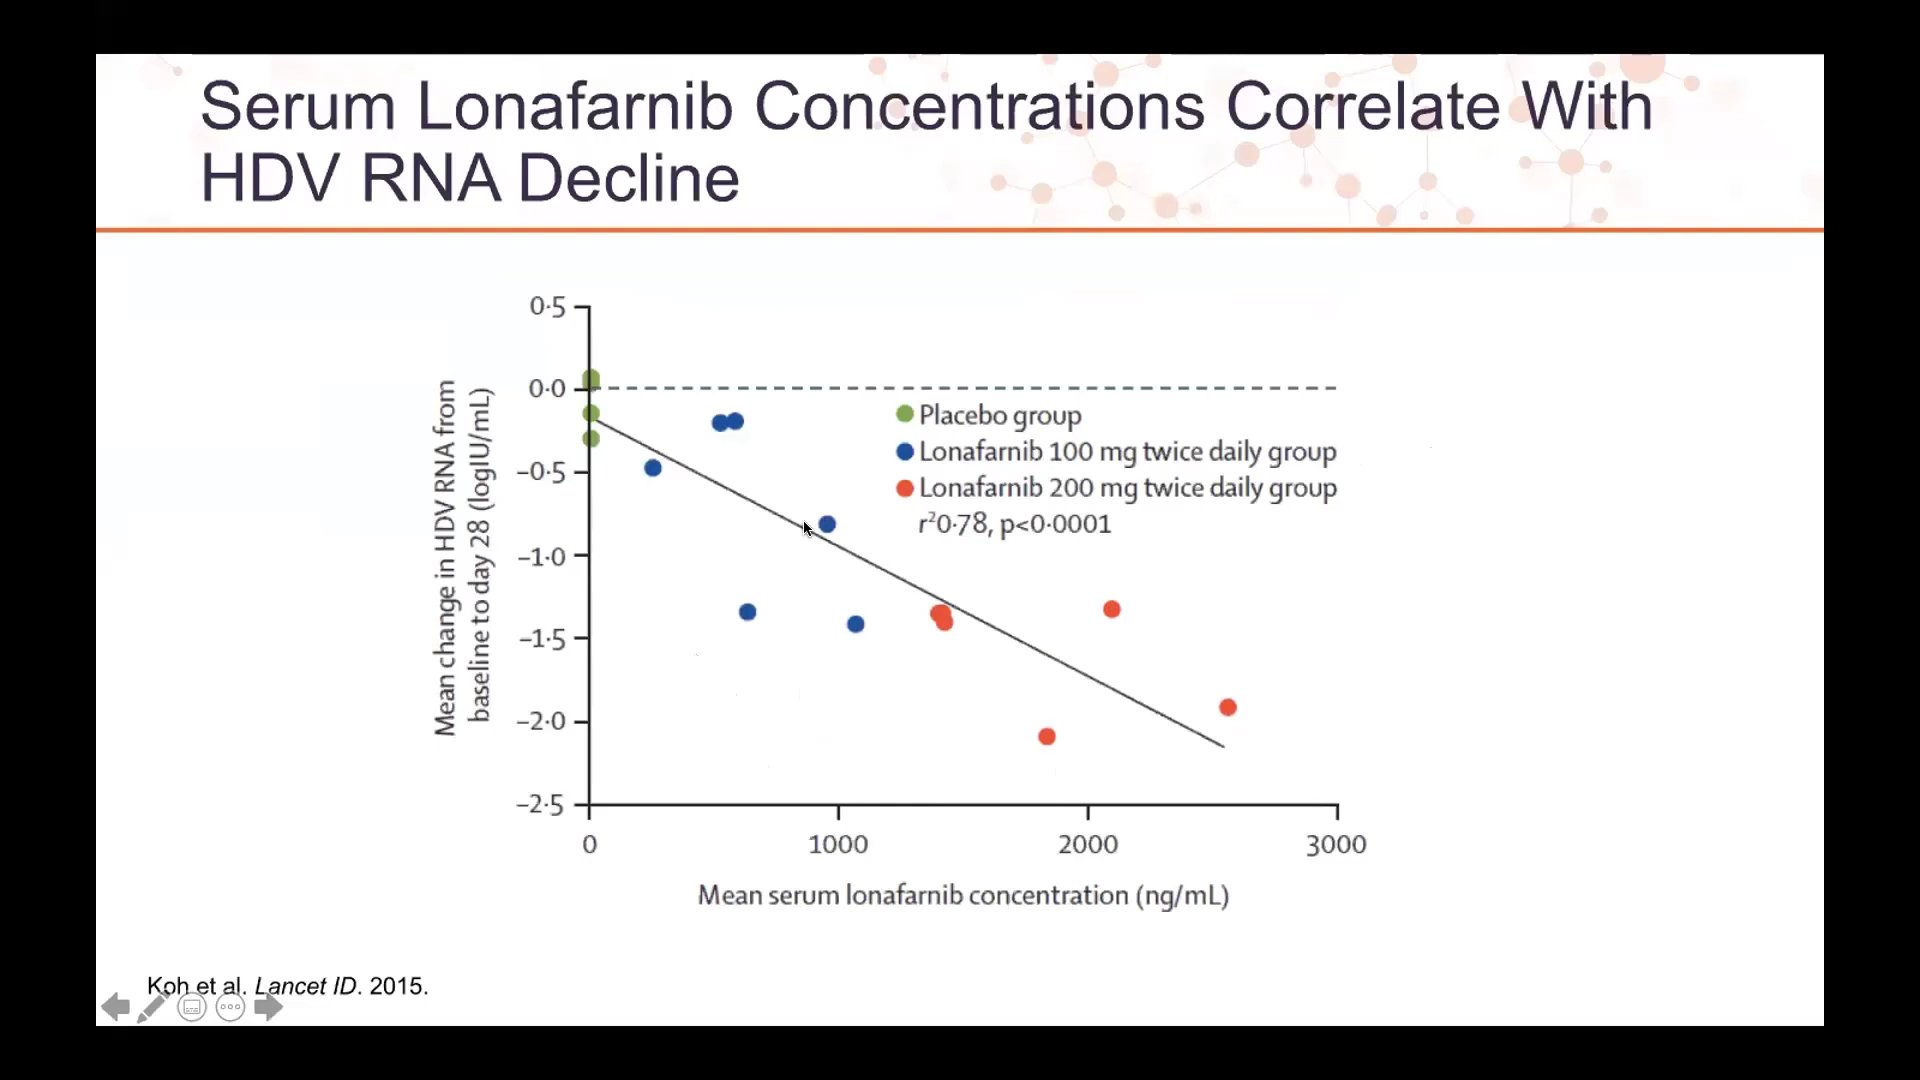 Serum Lonafarnib Concentrations Correlate With
HDV RNA Decline
0·5
0·0
−0·5
−1·0
−1·5
−2·0
−2·5
Mean change in HDV RNA from
baseline to day 28 (logIU/mL)
Placebo group
Lonafarnib 100 mg twice daily group
Lonafarnib 200 mg twice daily group
r²0·78, p<0·0001
0 1000 2000 3000
Mean serum lonafarnib concentration (ng/mL)
Koh et al. Lancet ID. 2015.